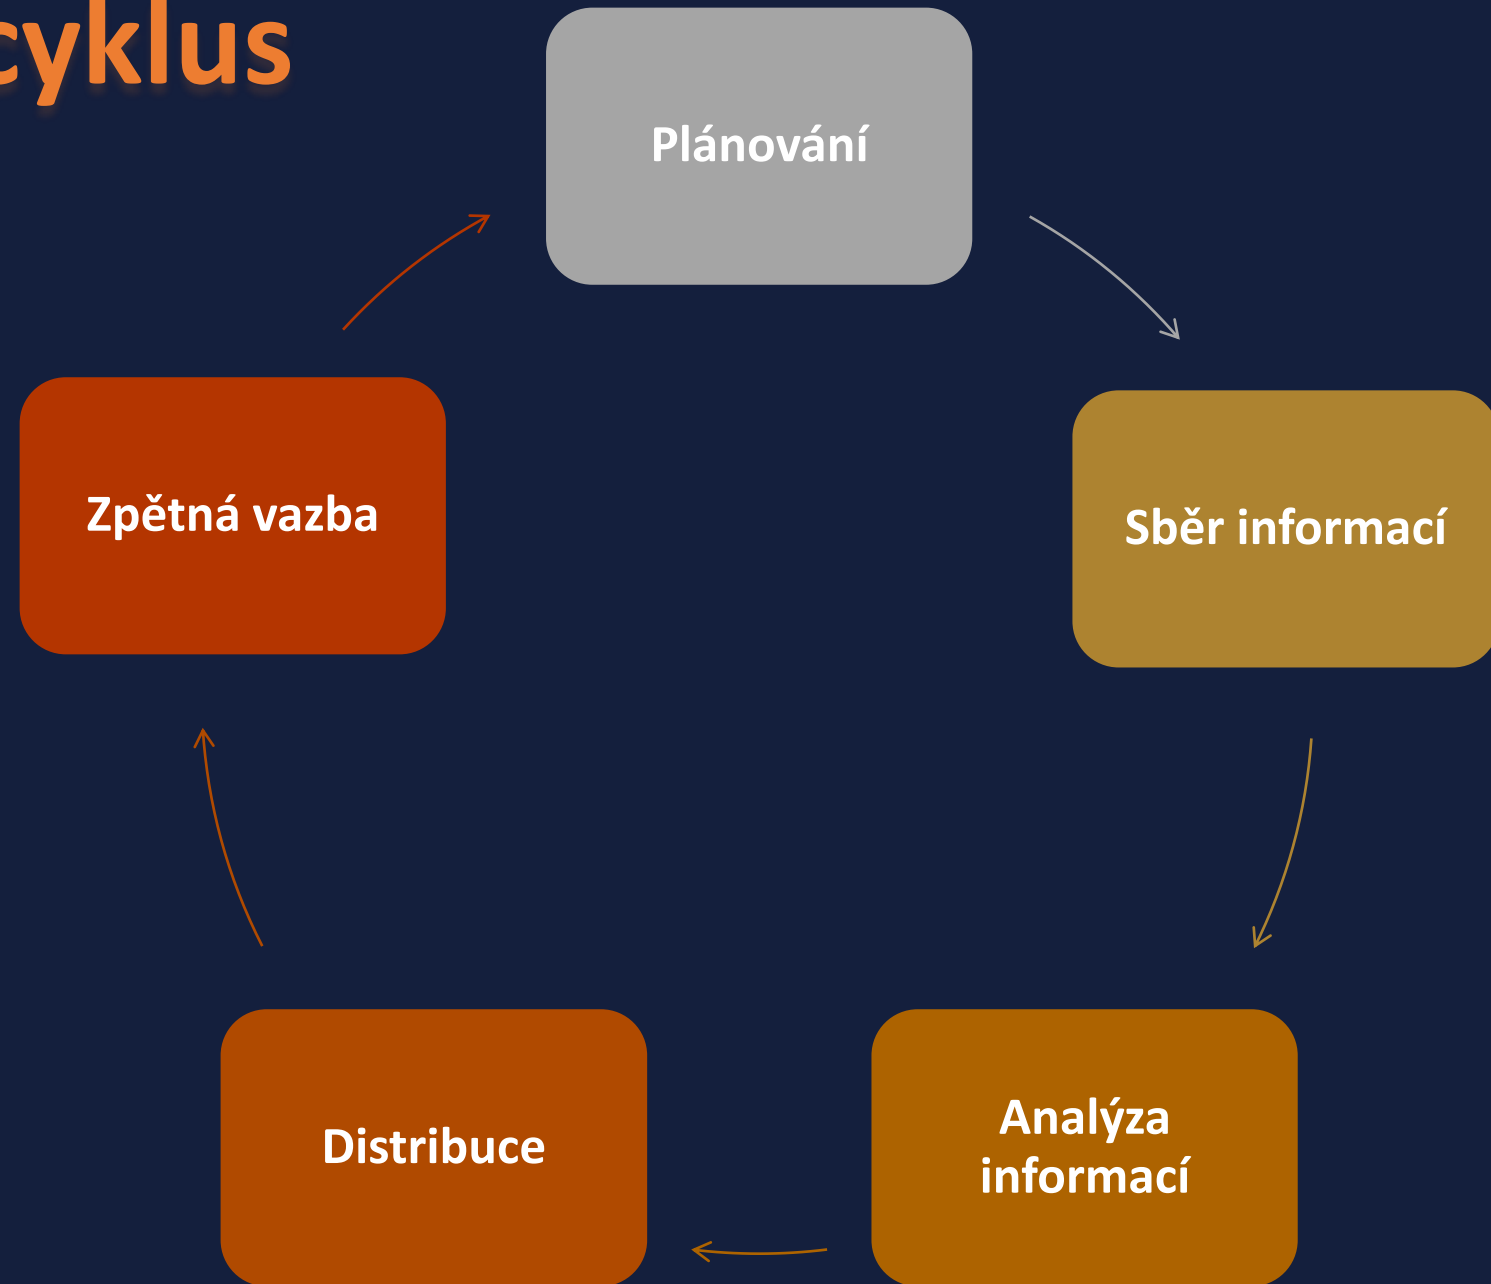 cyklus
Plánování
Zpětná vazba
Sběr informací
Distribuce
Analýza
informací